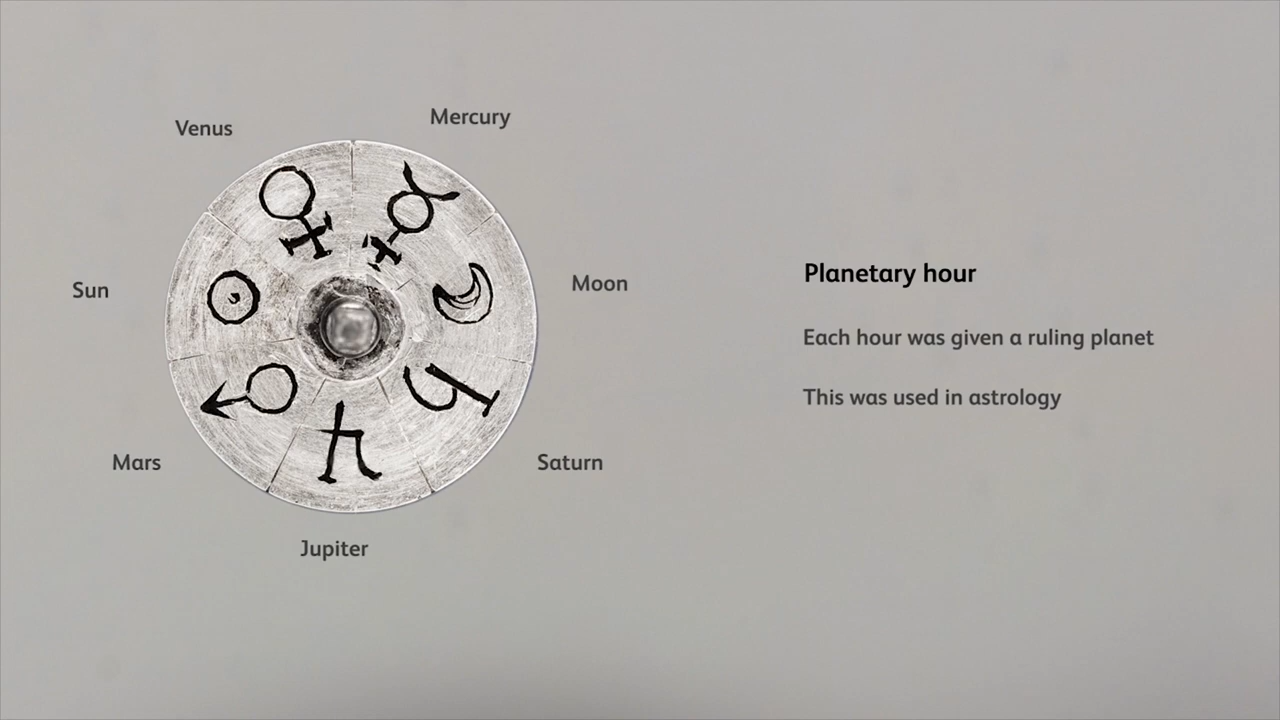 Mercury
Venus
Planetary hour
Moon
Sun
Each hour was given a ruling planet
This was used in astrology
Mars
Saturn
Jupiter